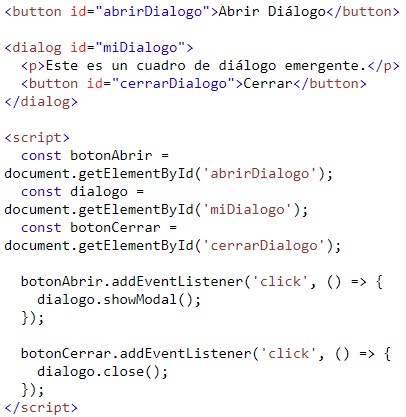 <button id="abrirDialogo">Abrir Diálogo</button>

<dialog id="miDialogo">
  <p>Este es un cuadro de diálogo emergente.</p>
  <button id="cerrarDialogo">Cerrar</button>
</dialog>

<script>
  const botonAbrir =
document.getElementById('abrirDialogo');
  const dialogo =
document.getElementById('miDialogo');
  const botonCerrar =
document.getElementById('cerrarDialogo');

  botonAbrir.addEventListener('click', () => {
    dialogo.showModal();
  });

  botonCerrar.addEventListener('click', () => {
    dialogo.close();
  });
</script>